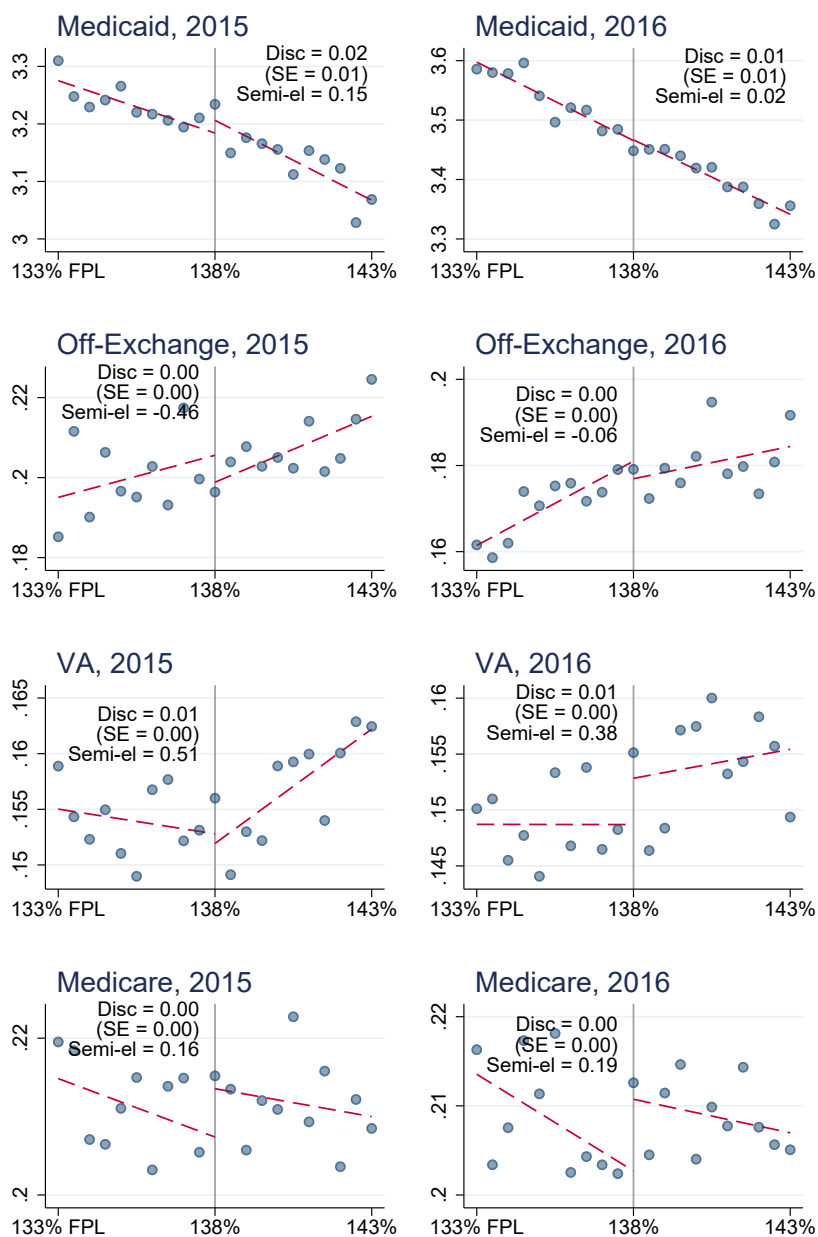 Medicaid, 2015
Disc = 0.02
(SE = 0.01)
Semi-el = 0.15
3.3
3.2
3.1
3
133% FPL
138%
143%
Medicaid, 2016
Disc = 0.01
(SE = 0.01)
Semi-el = 0.02
3.6
3.5
3.4
3.3
133% FPL
138%
143%
Off-Exchange, 2015
Disc = 0.00
(SE = 0.00)
Semi-el = -0.46
.22
.2
.18
133% FPL
138%
143%
Off-Exchange, 2016
Disc = 0.00
(SE = 0.00)
Semi-el = -0.06
.2
.18
.16
133% FPL
138%
143%
VA, 2015
Disc = 0.01
(SE = 0.00)
Semi-el = 0.51
.165
.16
.155
.15
133% FPL
138%
143%
VA, 2016
Disc = 0.01
(SE = 0.00)
Semi-el = 0.38
.16
.155
.15
.145
133% FPL
138%
143%
Medicare, 2015
Disc = 0.00
(SE = 0.00)
Semi-el = 0.16
.22
.2
133% FPL
138%
143%
Medicare, 2016
Disc = 0.00
(SE = 0.00)
Semi-el = 0.19
.22
.21
.2
133% FPL
138%
143%